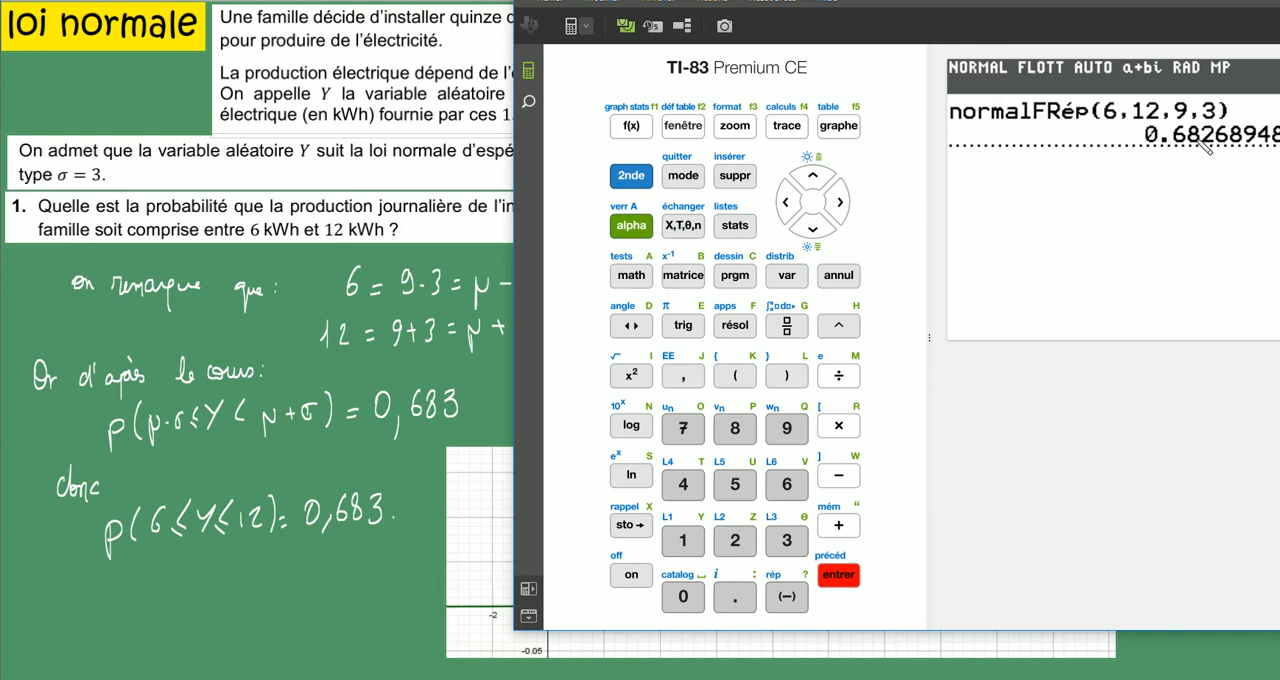 loi normale
Une famille décide d'installer quinze
pour produire de l'électricité.
La production électrique dépend de l'
On appelle Y la variable aléatoire
électrique (en kWh) fournie par ces 1
On admet que la variable aléatoire Y suit la loi normale d'espé
type σ = 3.
1. Quelle est la probabilité que la production journalière de l'in
famille soit comprise entre 6 kWh et 12 kWh ?
on remarque que : 6 = 9-3 = μ -
12 = 9+3 = μ +
Or d'après le cours:
P(μ-σ ≤ Y ≤ μ+σ) = 0,683
donc
P(6 ≤ Y ≤ 12) = 0,683.
-2
-0.05
TI-83 Premium CE
graph stats f1 déf table f2 format f3 calculs f4 table f5
f(x) fenêtre zoom trace graphe
quitter insérer
2nde mode suppr
verr A échanger listes
alpha X,T,θ,n stats
tests A x⁻¹ B dessin C distrib
math matrice prgm var annul
angle D π E apps F G H
trig résol ^
√ I EE J { K } L e M
x² , ( ) ÷
10ˣ N uₙ O vₙ P wₙ Q [ R
log 7 8 9 ×
eˣ S L4 T L5 U L6 V ] W
ln 4 5 6 −
rappel X L1 Y L2 Z L3 θ mém "
sto→ 1 2 3 +
off catalog i : rép ? précéd
on 0 . (−) entrer
NORMAL FLOTT AUTO a+bi RAD MP
normalFRép(6,12,9,3)
0.68268948